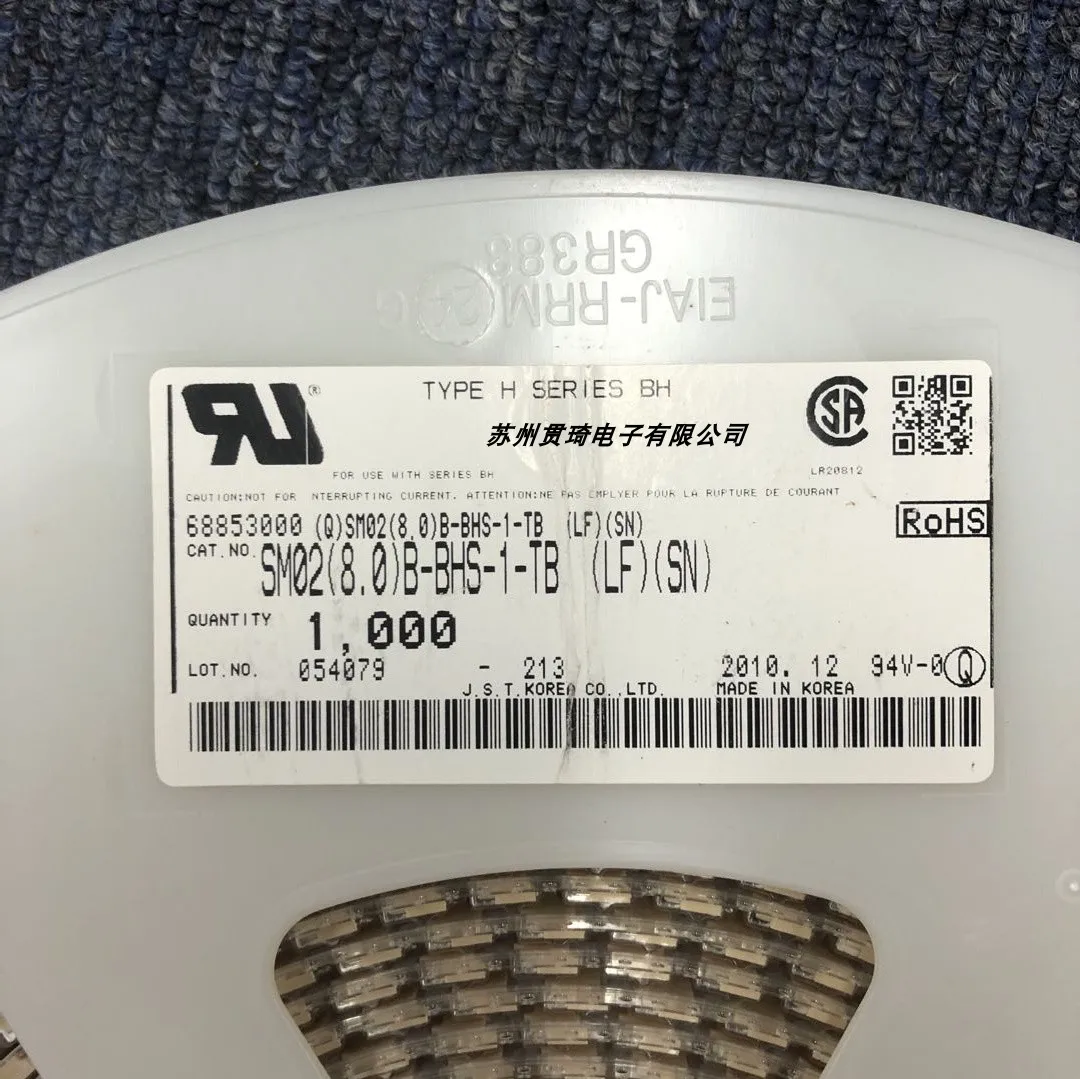 GR383
EIAJ-RRM 24 G
TYPE H SERIES BH
苏州贯琦电子有限公司
FOR USE WITH SERIES BH
LR20812
CAUTION:NOT FOR NTERRUPTING CURRENT. ATTENTION:NE PAS EMPLYER POUR LA RUPTURE DE COURANT
68853000 (Q)SM02(8.0)B-BHS-1-TB (LF)(SN)
RoHS
CAT.NO. SM02(8.0)B-BHS-1-TB (LF)(SN)
QUANTITY 1,000
LOT.NO. 054079 - 213 2010.12 94V-0 Q
J.S.T.KOREA CO.,LTD. MADE IN KOREA